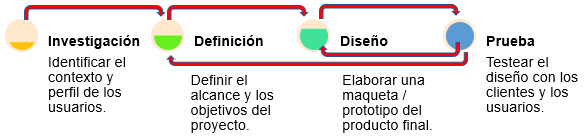 Investigación
Identificar el
contexto y
perfil de los
usuarios.
Definición
Definir el
alcance y los
objetivos del
proyecto.
Diseño
Elaborar una
maqueta /
prototipo del
producto final.
Prueba
Testear el
diseño con los
clientes y los
usuarios.